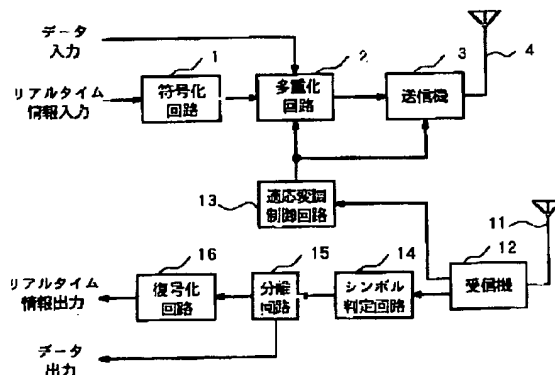 データ
入力
1
2
3
4
リアルタイム
情報入力
符号化
回路
多重化
回路
送信機
13
適応変調
制御回路
11
16
15
14
12
リアルタイム
情報出力
復号化
回路
分離
回路
シンボル
判定回路
受信機
データ
出力